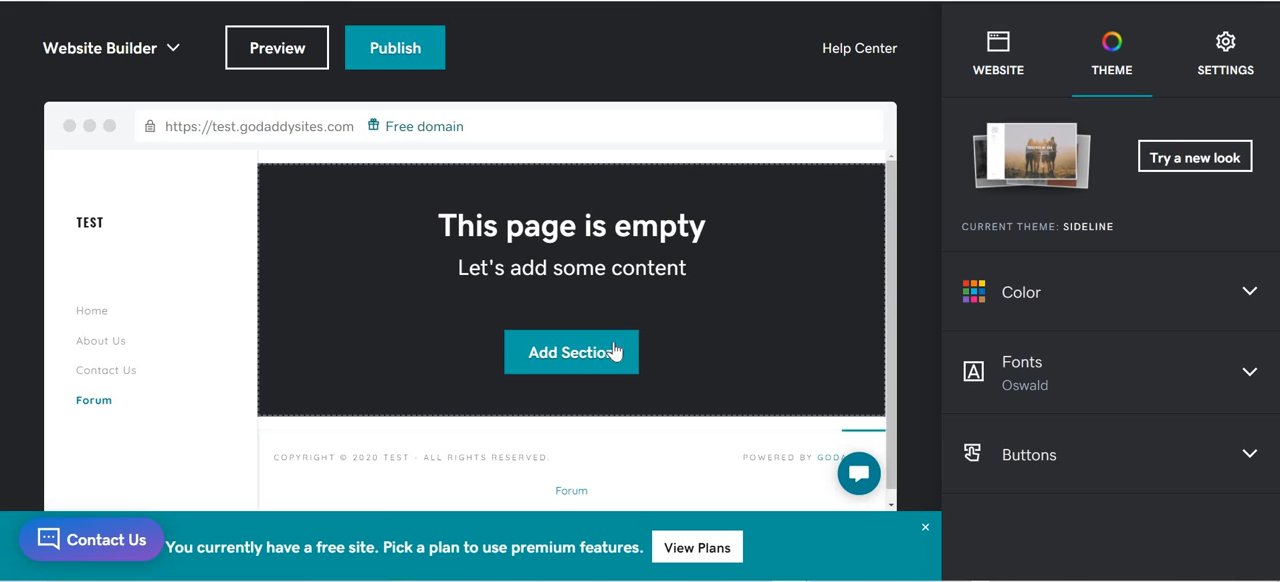 Website Builder
Preview
Publish
Help Center
WEBSITE
THEME
SETTINGS
https://test.godaddysites.com
Free domain
Try a new look
CURRENT THEME: SIDELINE
TEST
Home
About Us
Contact Us
Forum
This page is empty
Let's add some content
Add Section
Color
Fonts
Oswald
Buttons
COPYRIGHT © 2020 TEST - ALL RIGHTS RESERVED.
POWERED BY
Forum
Contact Us
You currently have a free site. Pick a plan to use premium features.
View Plans